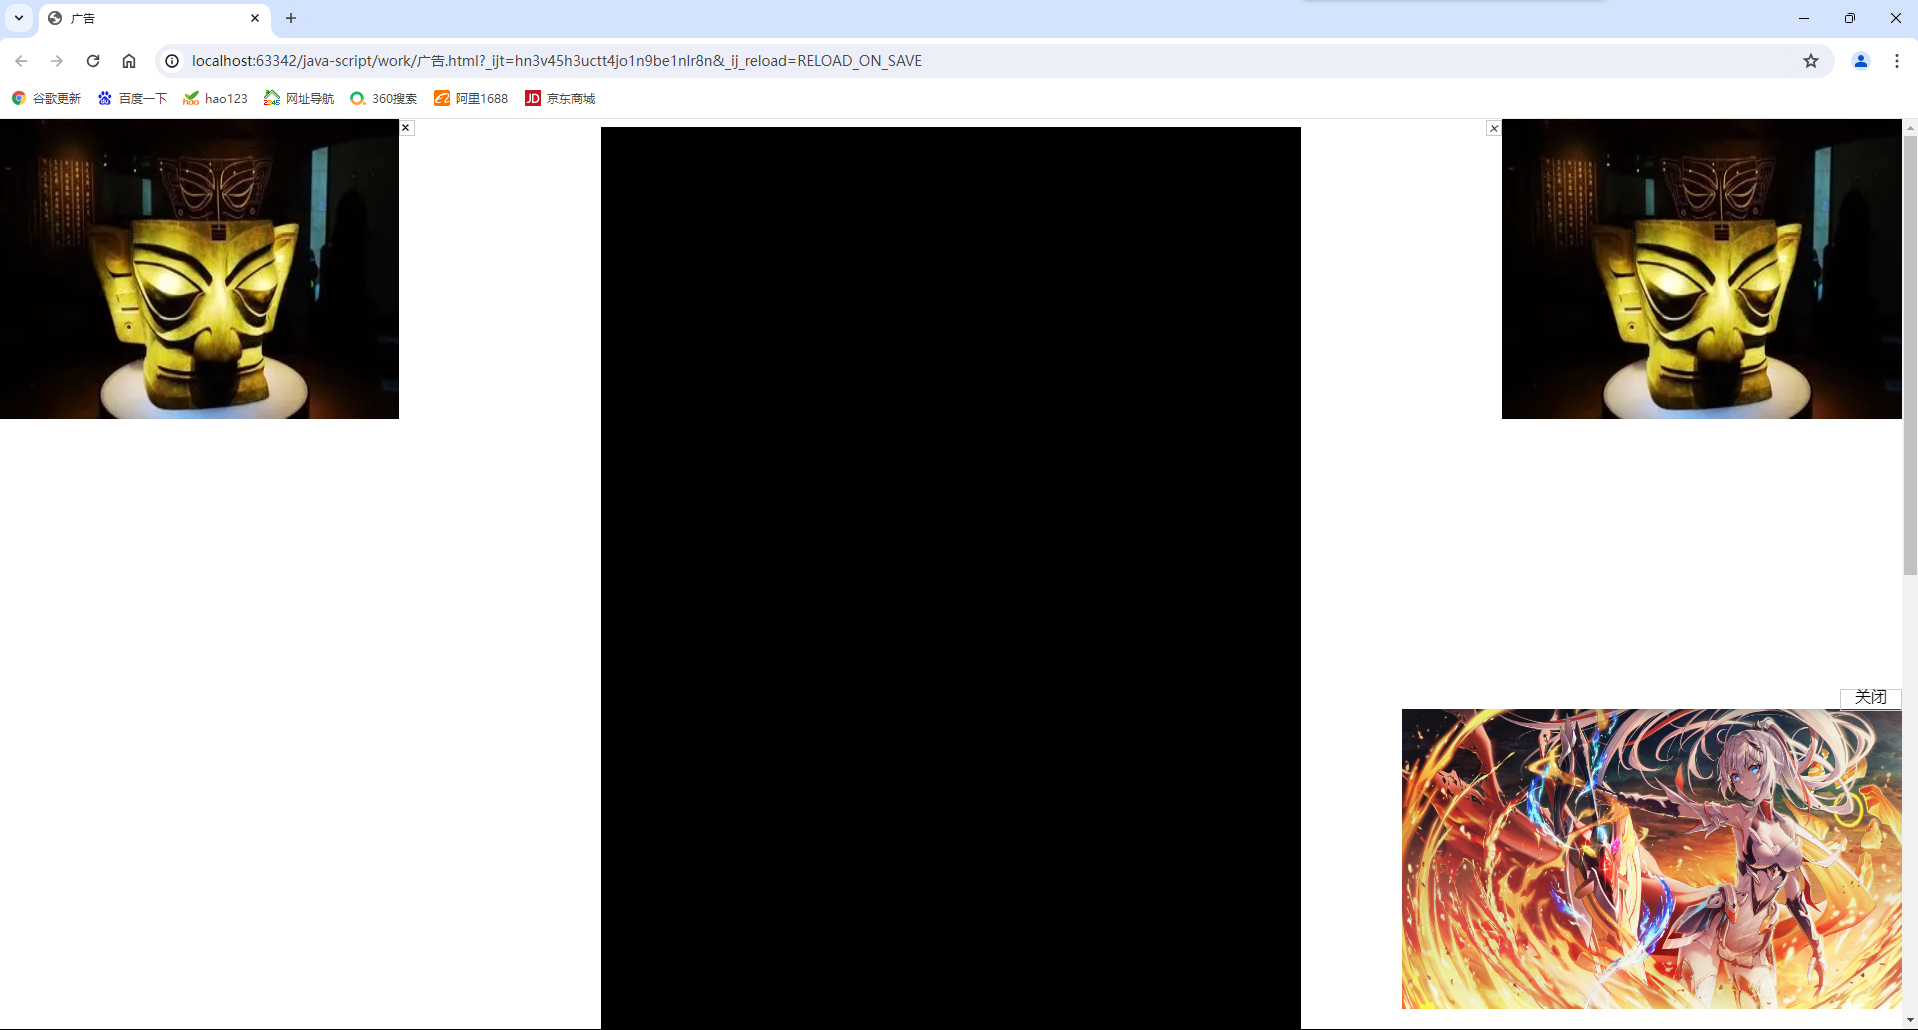 广告
localhost:63342/java-script/work/广告.html?_ijt=hn3v45h3uctt4jo1n9be1nlr8n&_ij_reload=RELOAD_ON_SAVE
谷歌更新 百度一下 hao123 网址导航 360搜索 阿里1688 JD 京东商城
关闭